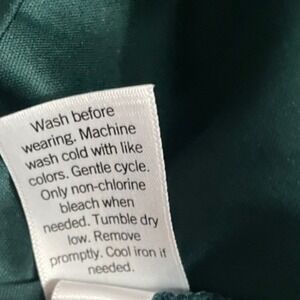 Wash before
wearing. Machine
wash cold with like
colors. Gentle cycle.
Only non-chlorine
bleach when
needed. Tumble dry
low. Remove
promptly. Cool iron if
needed.